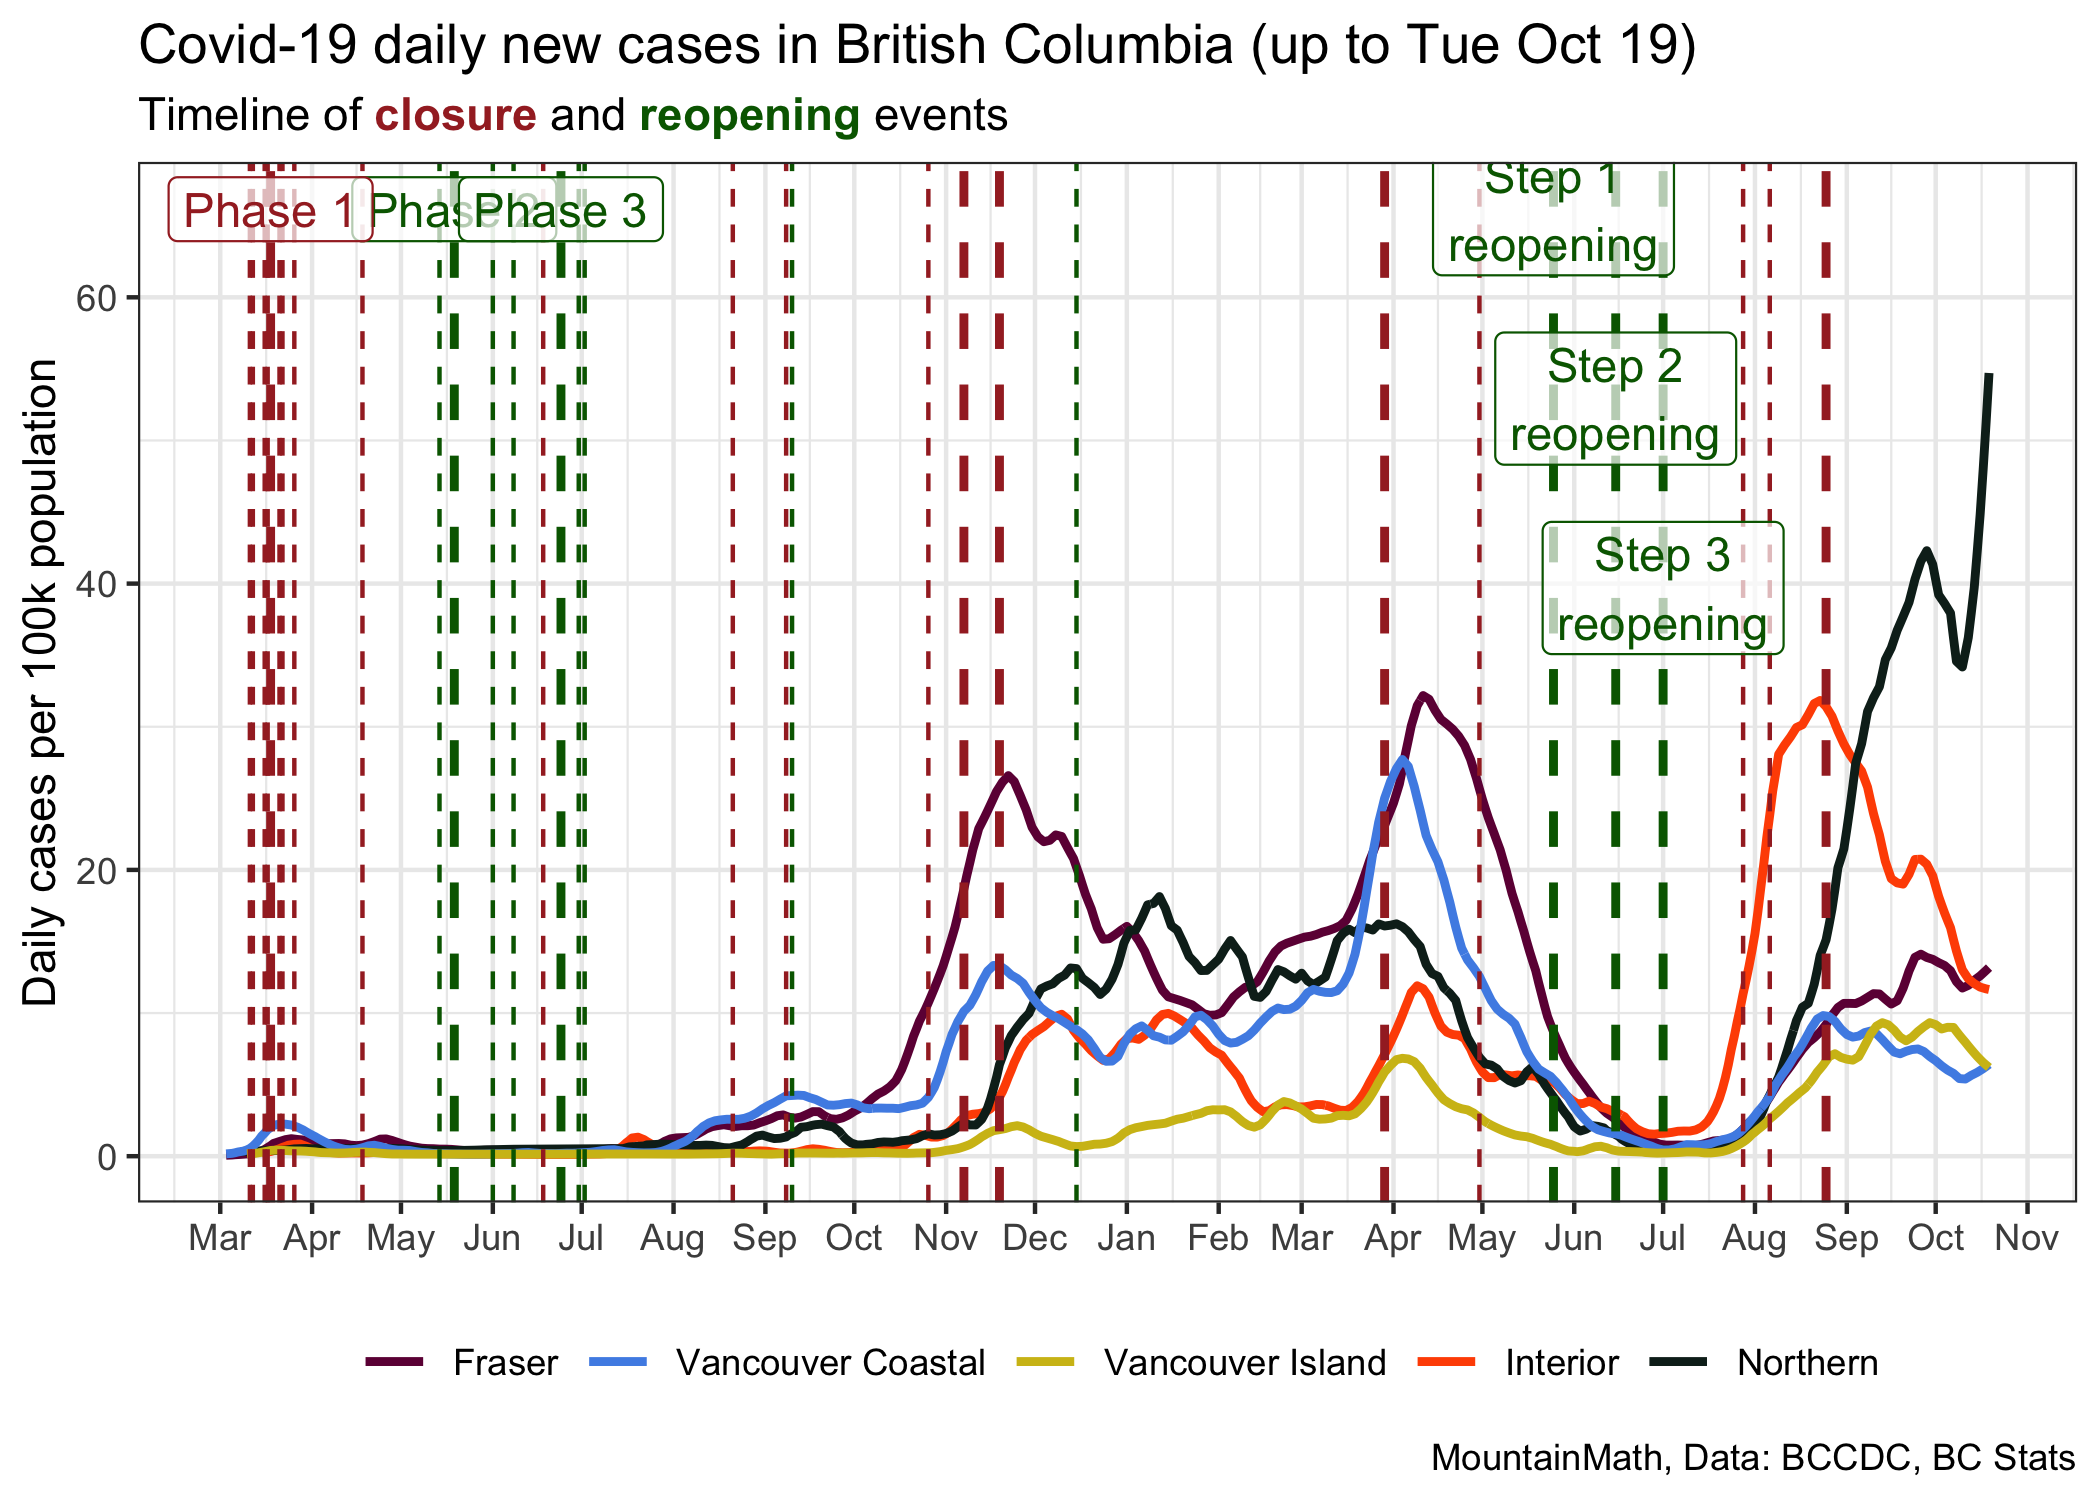 Covid-19 daily new cases in British Columbia (up to Tue Oct 19)
Timeline of closure and reopening events
Phase 1
Phase 2
Phase 3
Step 1
reopening
Step 2
reopening
Step 3
reopening
Daily cases per 100k population
60
40
20
0
Mar Apr May Jun Jul Aug Sep Oct Nov Dec Jan Feb Mar Apr May Jun Jul Aug Sep Oct Nov
Fraser Vancouver Coastal Vancouver Island Interior Northern
MountainMath, Data: BCCDC, BC Stats